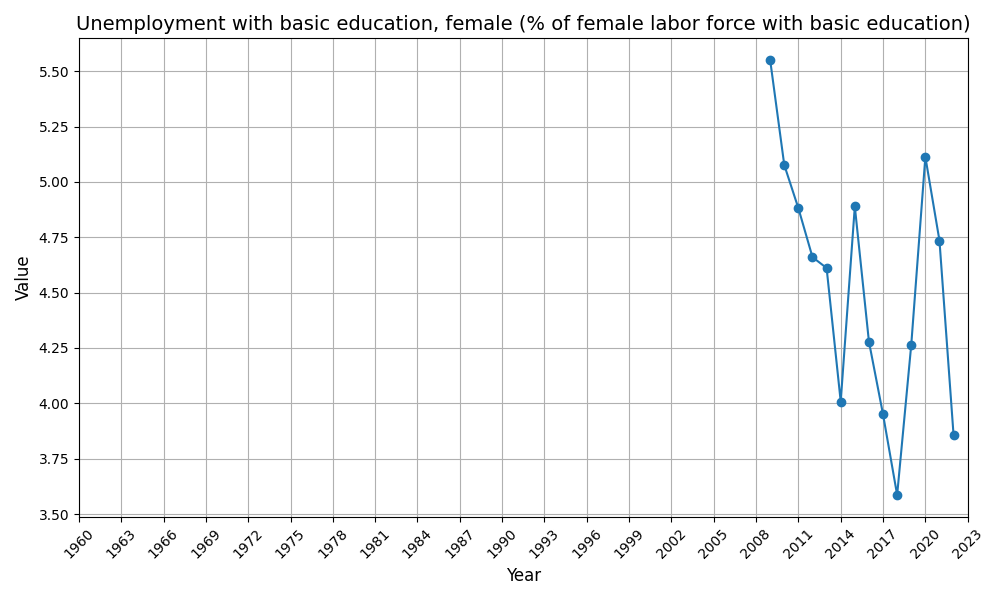 Unemployment with basic education, female (% of female labor force with basic education)
Value
5.50
5.25
5.00
4.75
4.50
4.25
4.00
3.75
3.50
1960 1963 1966 1969 1972 1975 1978 1981 1984 1987 1990 1993 1996 1999 2002 2005 2008 2011 2014 2017 2020 2023
Year